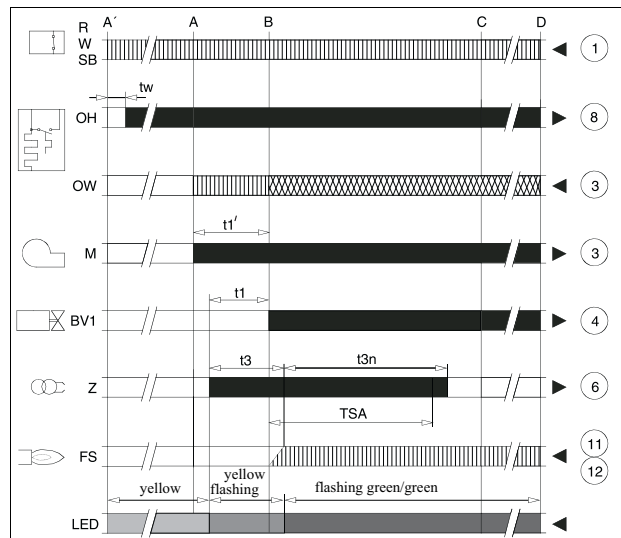 A´ A B C D
R
W
SB
1
tw
OH
8
OW
3
t1′
M
3
t1
BV1
4
t3 t3n
Z
6
TSA
FS
11
12
yellow
yellow
flashing
flashing green/green
LED